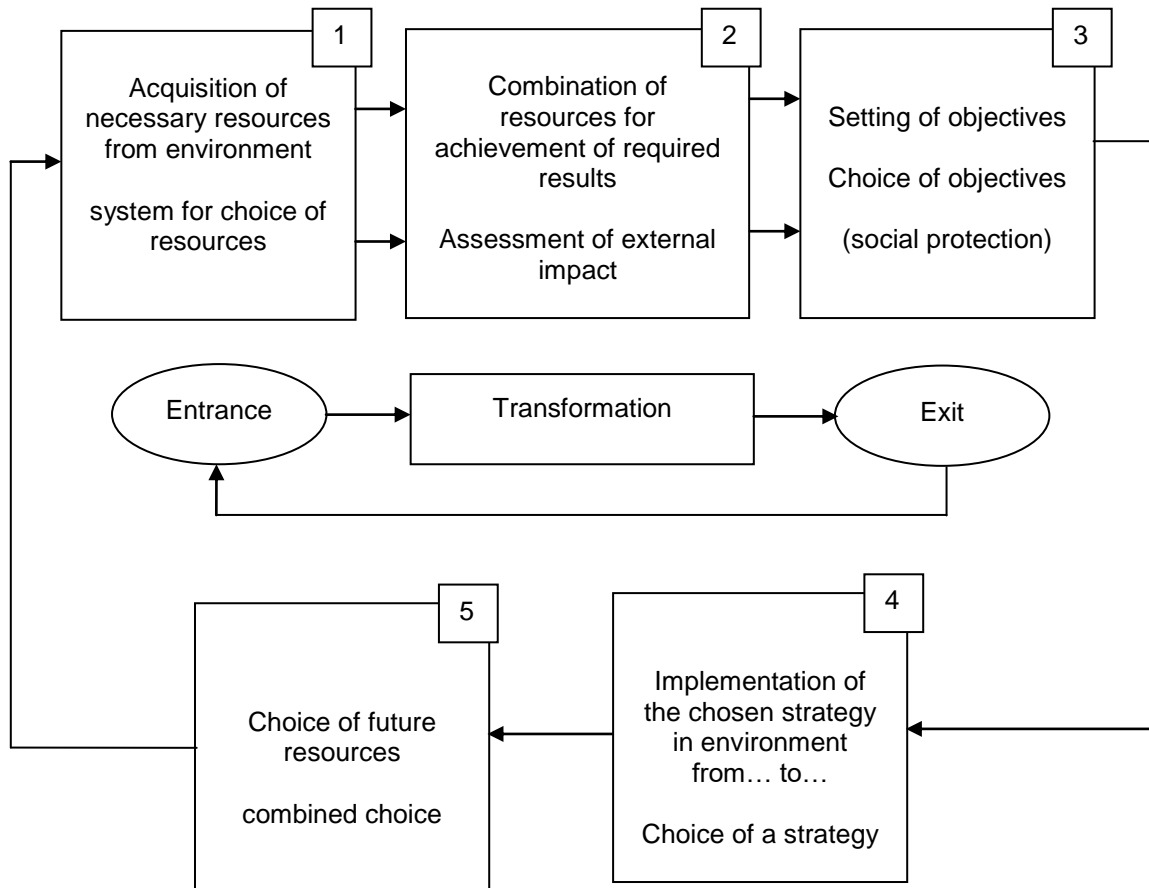 1
Acquisition of
necessary resources
from environment
system for choice of
resources
2
Combination of
resources for
achievement of required
results
Assessment of external
impact
3
Setting of objectives
Choice of objectives
(social protection)
Entrance
Transformation
Exit
5
Choice of future
resources
combined choice
4
Implementation of
the chosen strategy
in environment
from... to...
Choice of a strategy